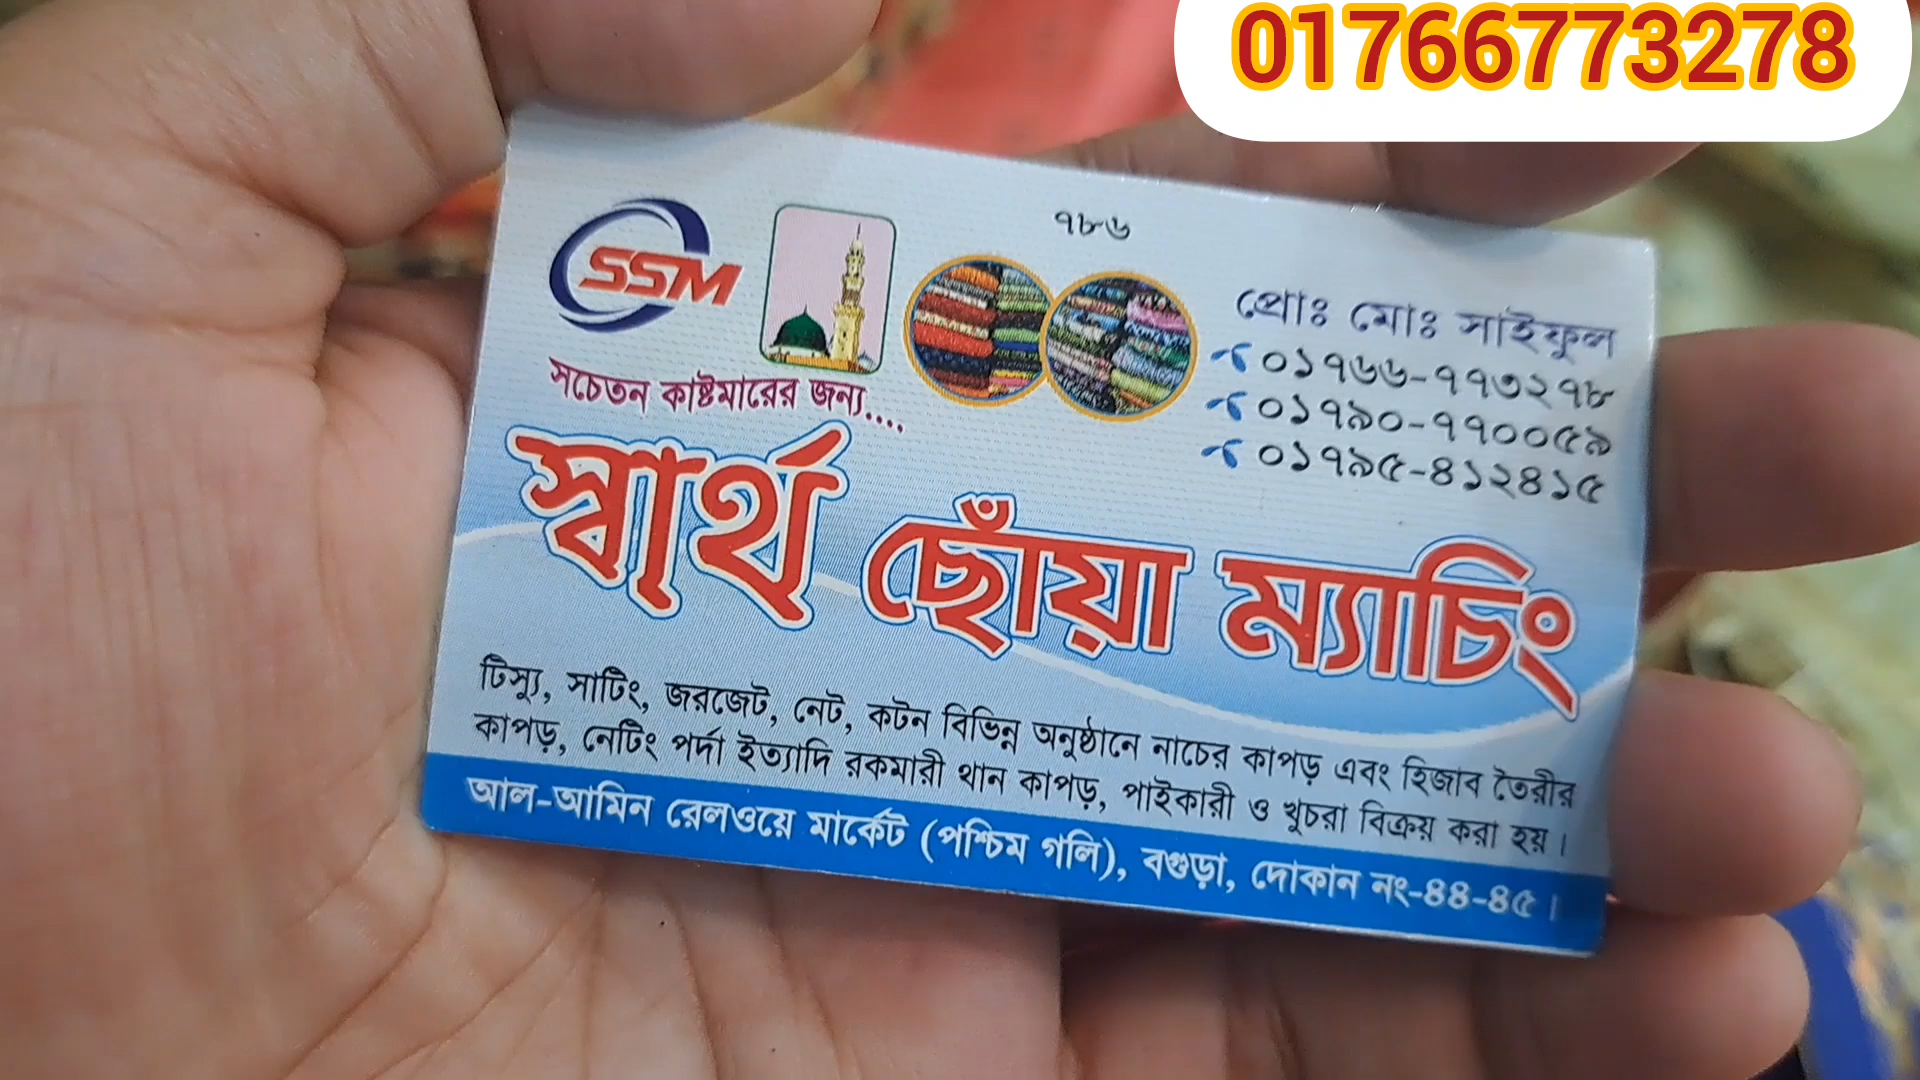 01766773278
৭৮৬
SSM
প্রোঃ মোঃ সাইফুল
০১৭৬৬-৭৭৩২৭৮
০১৭৯০-৭৭০০৫৯
০১৭৯৫-৪১২৪১৫
সচেতন কাষ্টমারের জন্য....
স্বার্থ ছোঁয়া ম্যাচিং
টিস্যু, সাটিং, জরজেট, নেট, কটন বিভিন্ন অনুষ্ঠানে নাচের কাপড় এবং হিজাব তৈরীর
কাপড়, নেটিং পর্দা ইত্যাদি রকমারী থান কাপড়, পাইকারী ও খুচরা বিক্রয় করা হয়।
আল-আমিন রেলওয়ে মার্কেট (পশ্চিম গলি), বগুড়া, দোকান নং-৪৪-৪৫।